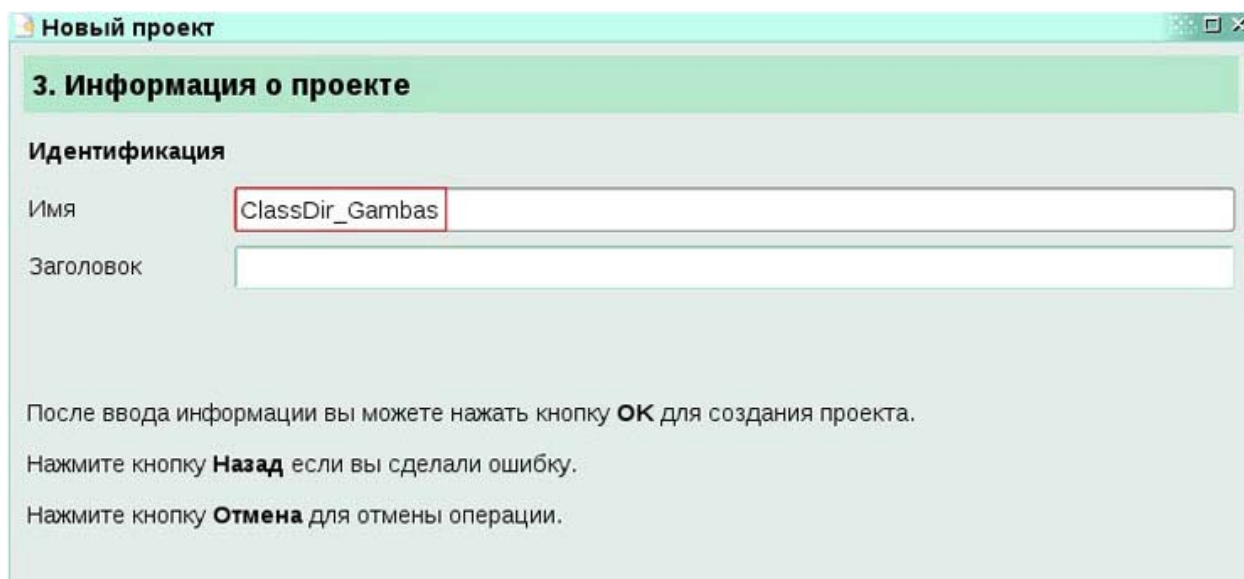 Новый проект
3. Информация о проекте
Идентификация
Имя ClassDir_Gambas
Заголовок
После ввода информации вы можете нажать кнопку OK для создания проекта.
Нажмите кнопку Назад если вы сделали ошибку.
Нажмите кнопку Отмена для отмены операции.